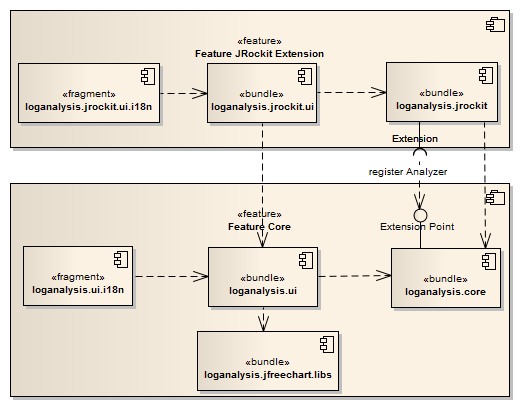 «feature»
Feature JRockit Extension
«fragment»
loganalysis.jrockit.ui.i18n
«bundle»
loganalysis.jrockit.ui
«bundle»
loganalysis.jrockit
Extension
register Analyzer
«feature»
Feature Core
Extension Point
«fragment»
loganalysis.ui.i18n
«bundle»
loganalysis.ui
«bundle»
loganalysis.core
«bundle»
loganalysis.jfreechart.libs